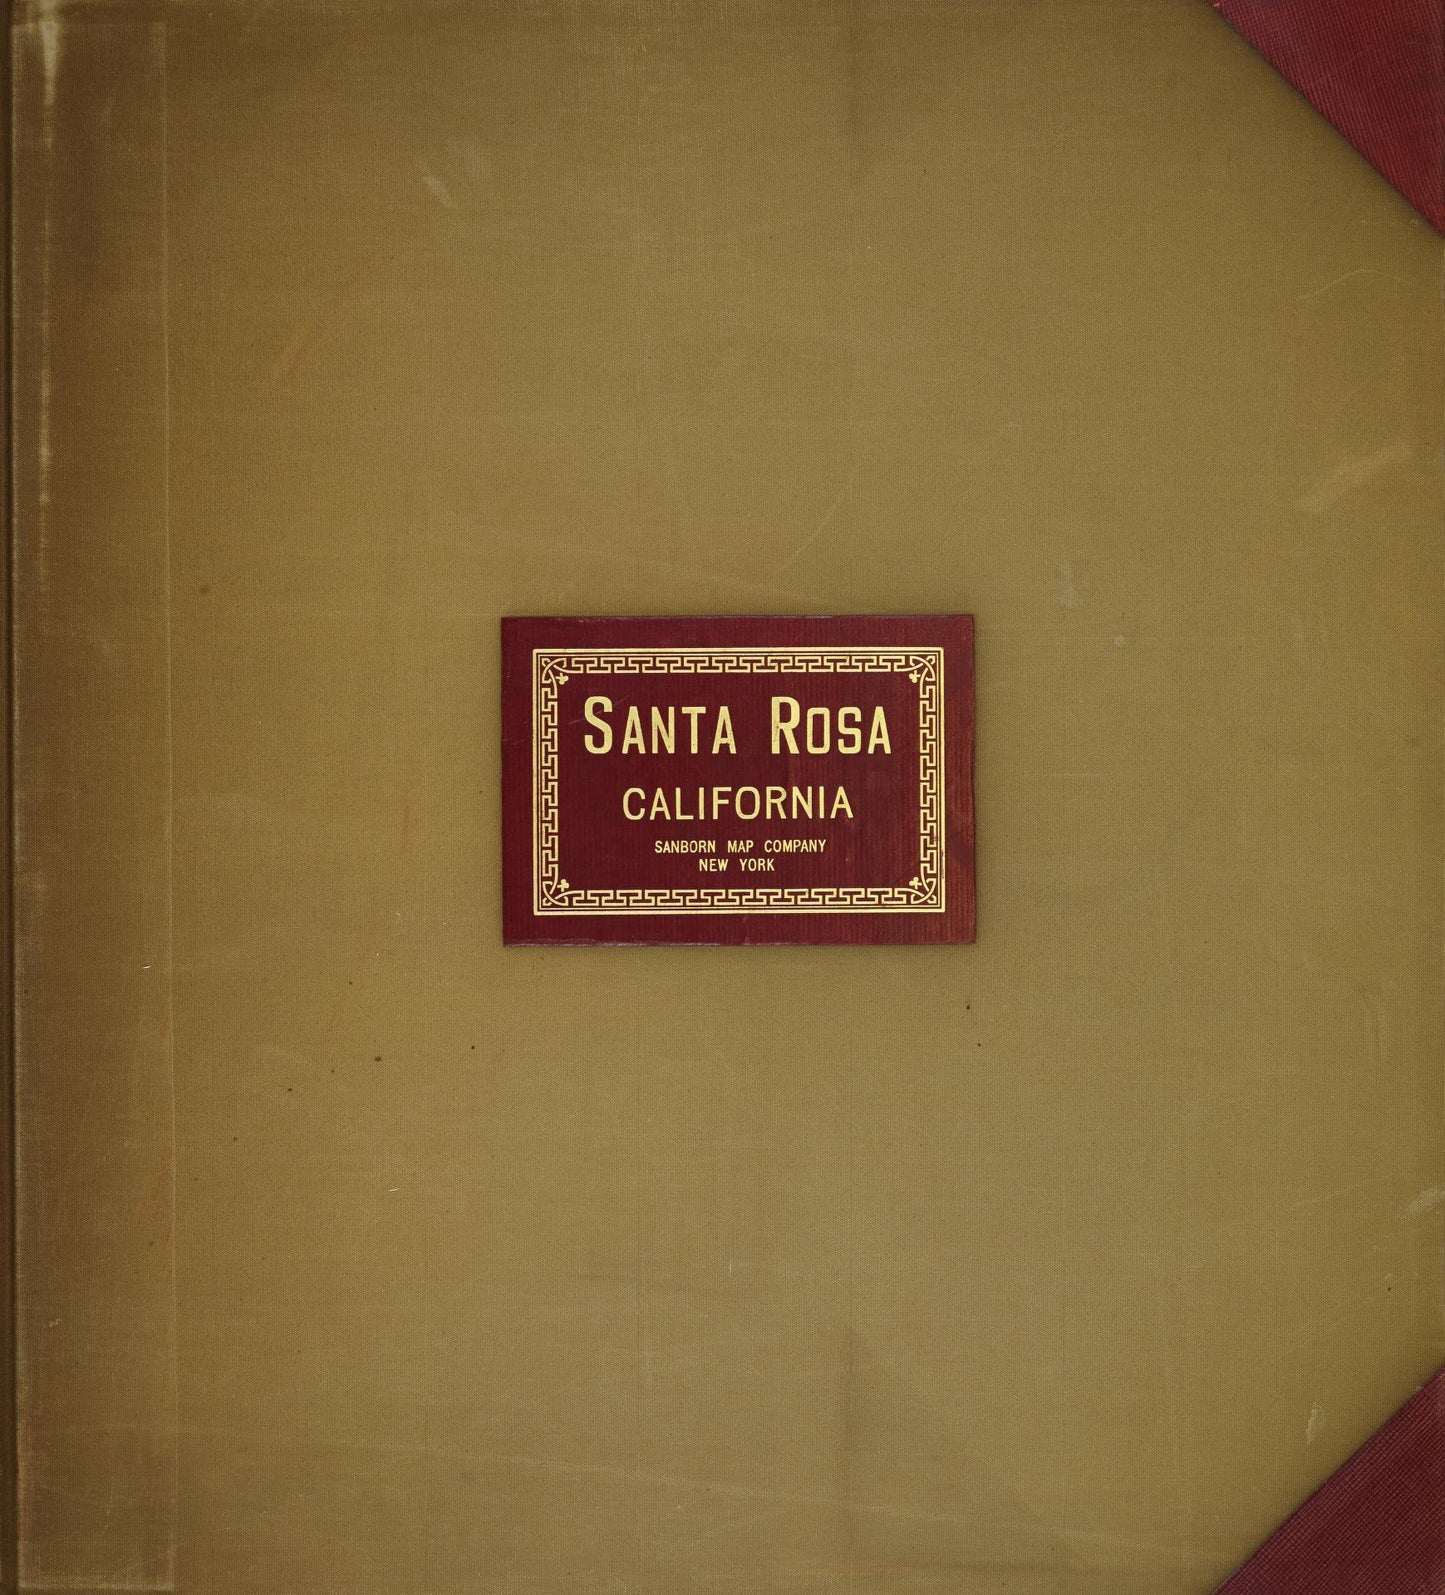 SANTA ROSA
CALIFORNIA
SANBORN MAP COMPANY
NEW YORK